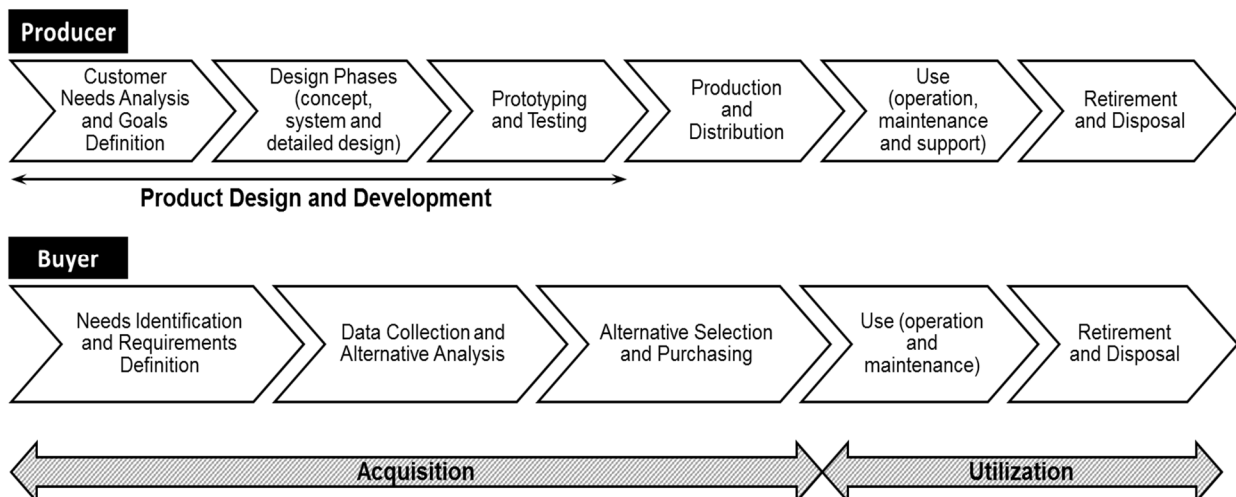 Producer
Customer
Needs Analysis
and Goals
Definition
Design Phases
(concept,
system and
detailed design)
Prototyping
and Testing
Production
and
Distribution
Use
(operation,
maintenance
and support)
Retirement
and Disposal
Product Design and Development
Buyer
Needs Identification
and Requirements
Definition
Data Collection and
Alternative Analysis
Alternative Selection
and Purchasing
Use (operation
and
maintenance)
Retirement
and Disposal
Acquisition
Utilization